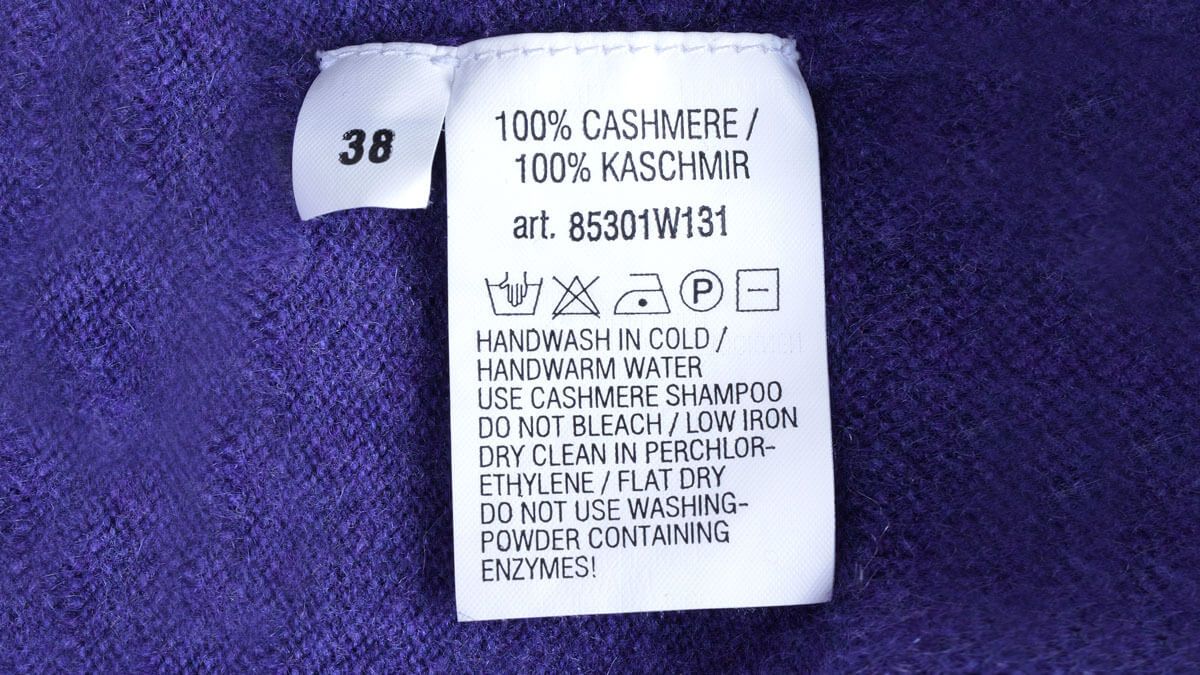 38
100% CASHMERE /
100% KASCHMIR
art. 85301W131
P
HANDWASH IN COLD /
HANDWARM WATER
USE CASHMERE SHAMPOO
DO NOT BLEACH / LOW IRON
DRY CLEAN IN PERCHLOR-
ETHYLENE / FLAT DRY
DO NOT USE WASHING-
POWDER CONTAINING
ENZYMES!